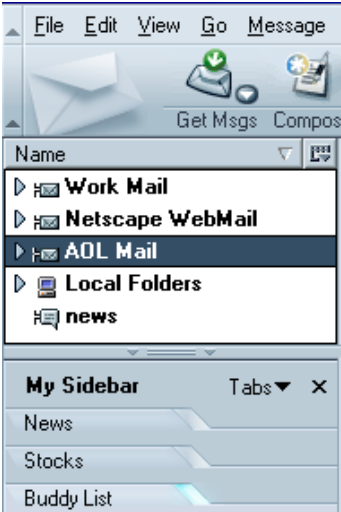 File Edit View Go Message
Get Msgs Compos
Name
Work Mail
Netscape WebMail
AOL Mail
Local Folders
news
My Sidebar Tabs
News
Stocks
Buddy List